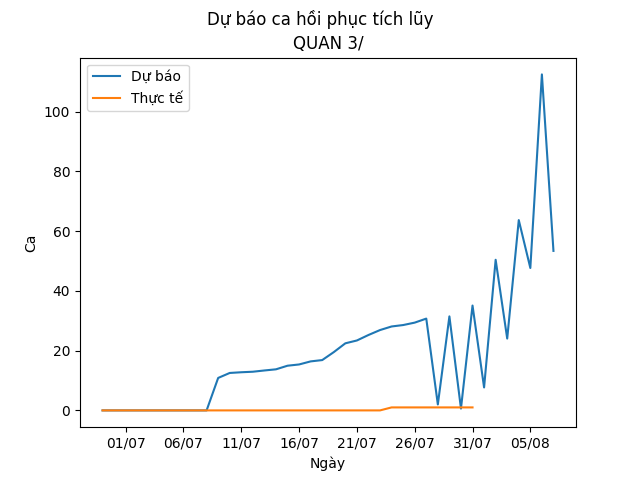 Dự báo ca hồi phục tích lũy
QUAN 3/
Dự báo
Thực tế
100
80
60
40
20
0
Ca
01/07 06/07 11/07 16/07 21/07 26/07 31/07 05/08
Ngày